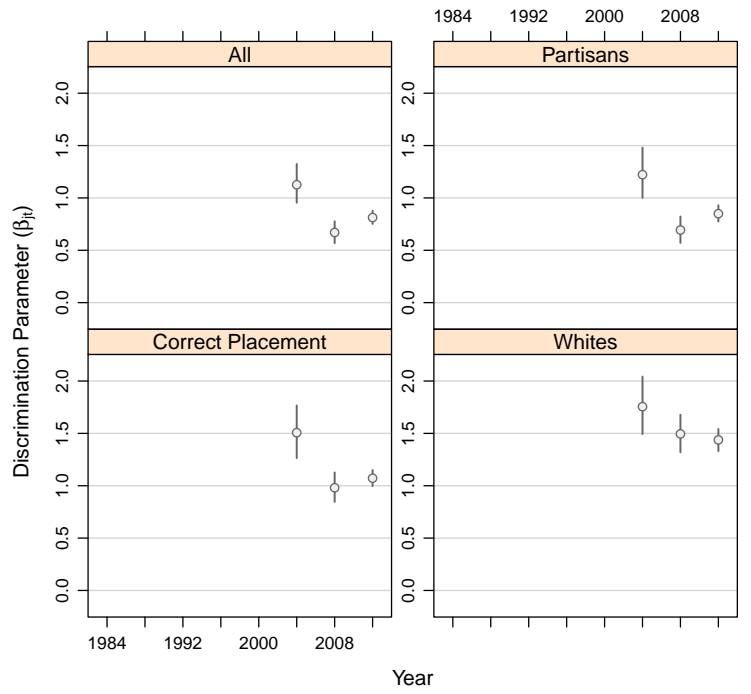 1984 1992 2000 2008
All Partisans
2.0 2.0
1.5 1.5
1.0 1.0
0.5 0.5
0.0 0.0
Discrimination Parameter (βjt)
Correct Placement Whites
2.0 2.0
1.5 1.5
1.0 1.0
0.5 0.5
0.0 0.0
1984 1992 2000 2008
Year